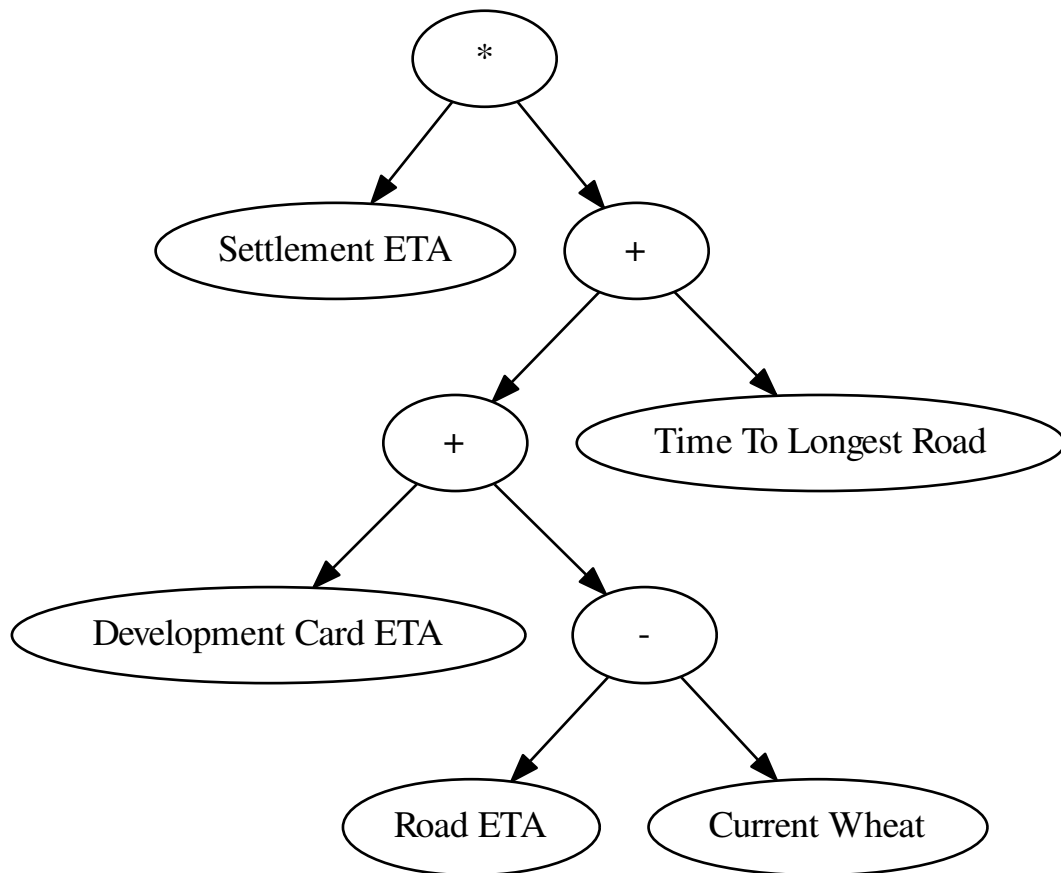 *
Settlement ETA
+
+
Time To Longest Road
Development Card ETA
-
Road ETA
Current Wheat